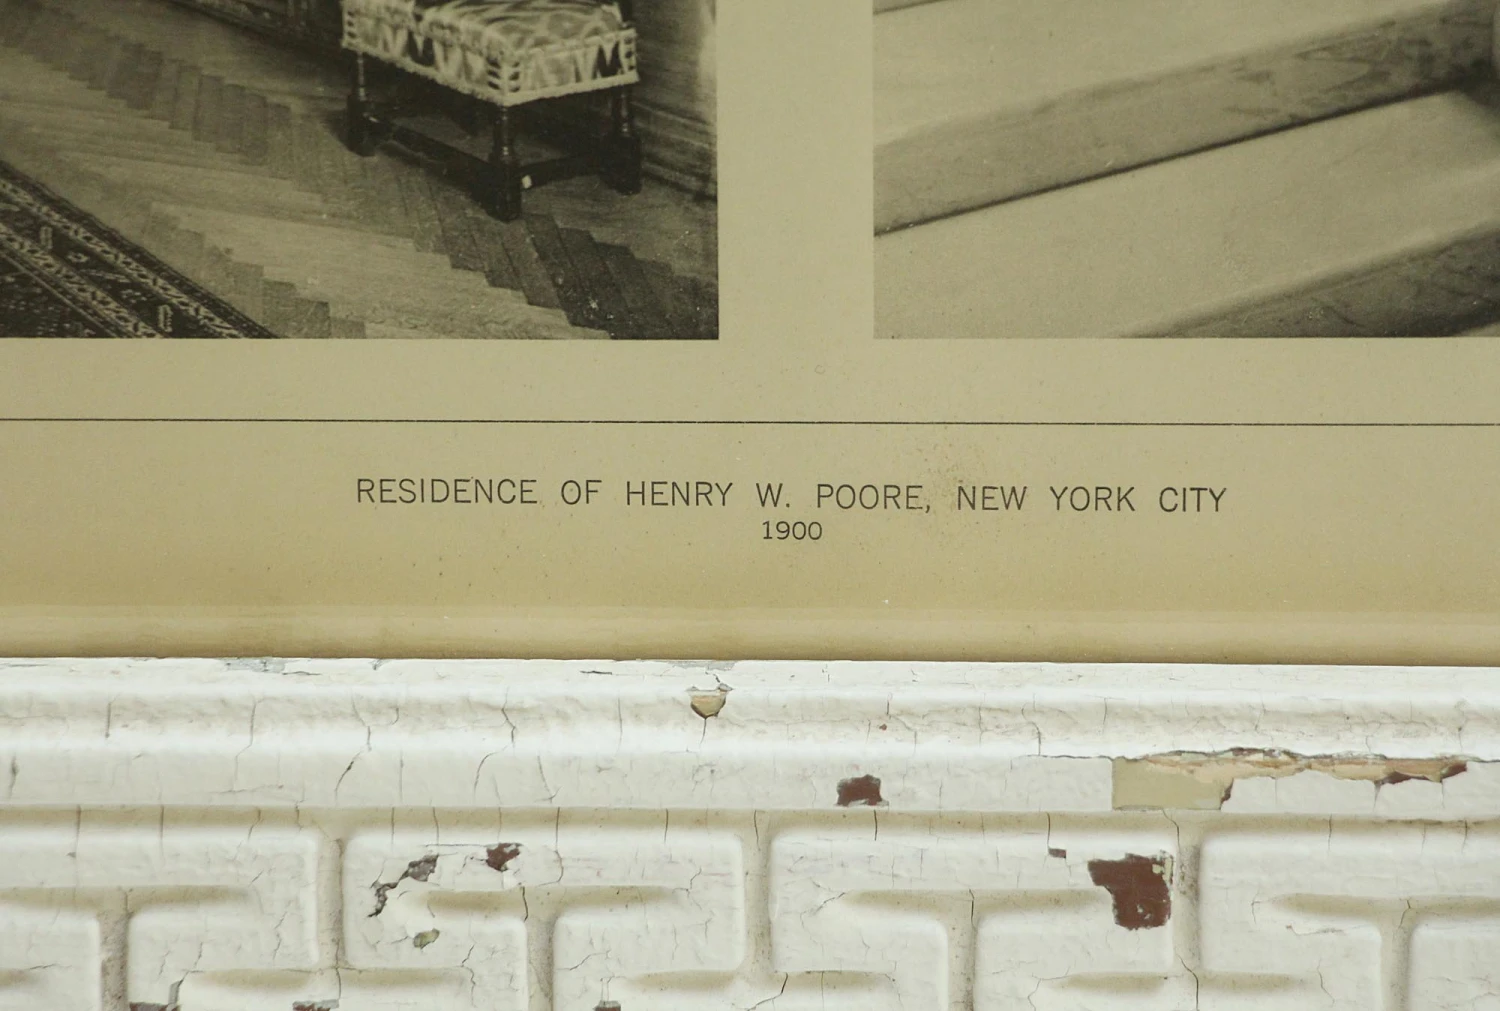 RESIDENCE OF HENRY W. POORE, NEW YORK CITY
1900